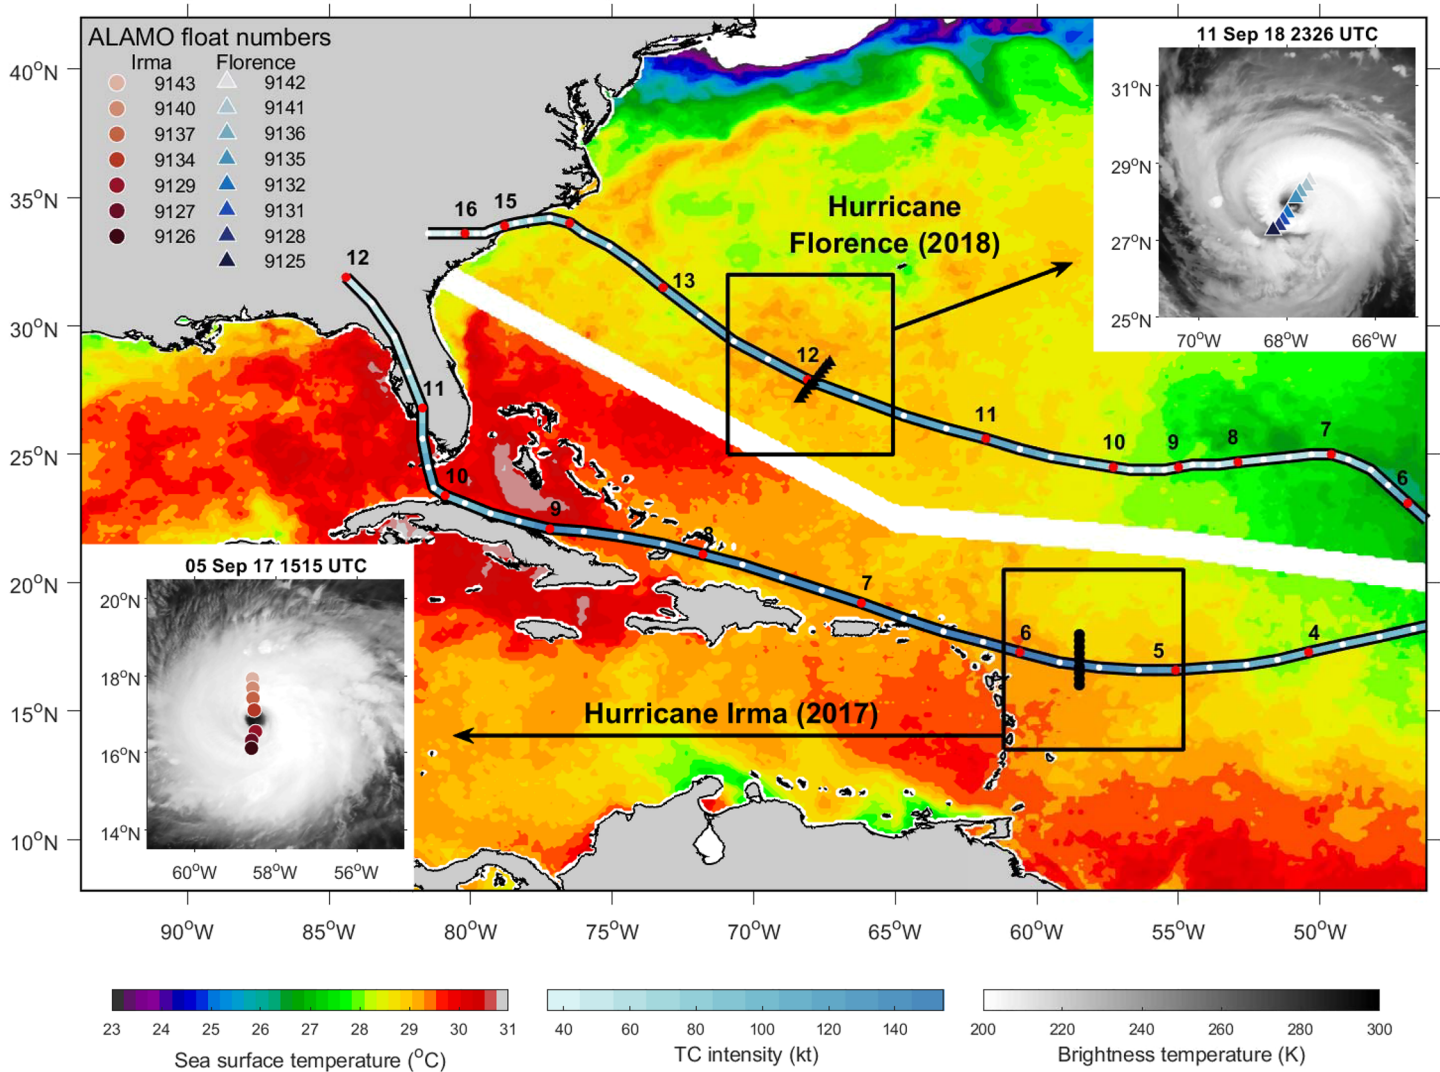 ALAMO float numbers
Irma Florence
9143 9142
9140 9141
9137 9136
9134 9135
9129 9132
9127 9131
9126 9128
9125
11 Sep 18 2326 UTC
31°N
29°N
27°N
25°N
70°W 68°W 66°W
Hurricane
Florence (2018)
16 15
13
12
11
10 9 8 7 6
12
11
10
9
8
7
6
5
4
Hurricane Irma (2017)
05 Sep 17 1515 UTC
20°N
18°N
16°N
14°N
60°W 58°W 56°W
40°N
35°N
30°N
25°N
20°N
15°N
10°N
90°W 85°W 80°W 75°W 70°W 65°W 60°W 55°W 50°W
23 24 25 26 27 28 29 30 31
Sea surface temperature (°C)
40 60 80 100 120 140
TC intensity (kt)
200 220 240 260 280 300
Brightness temperature (K)